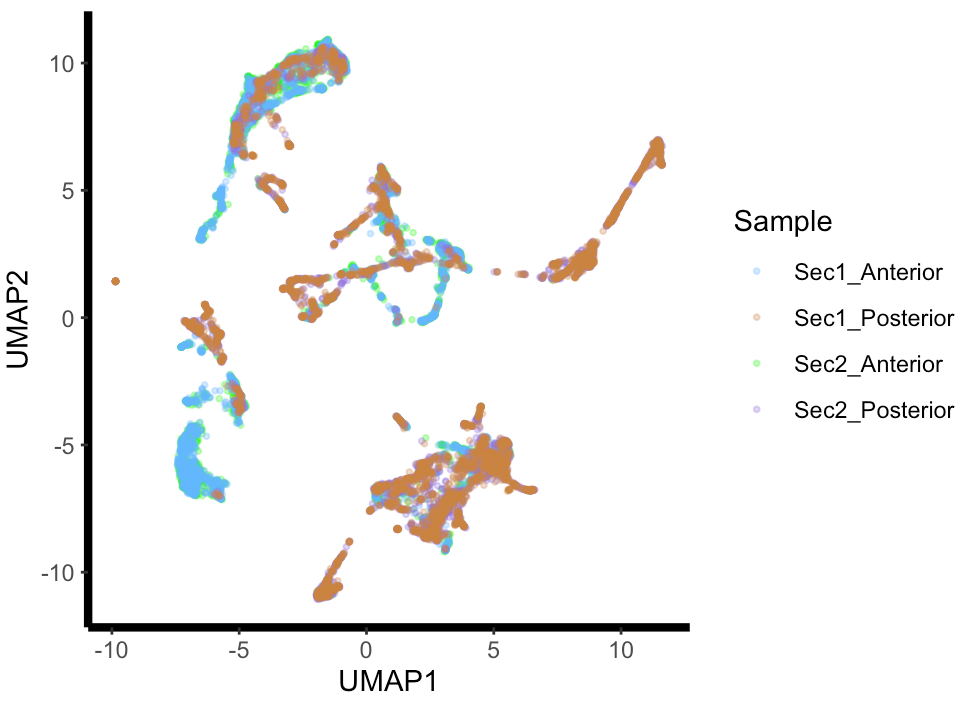 10
5
0
-5
-10
UMAP2
-10
-5
0
5
10
UMAP1
Sample
Sec1_Anterior
Sec1_Posterior
Sec2_Anterior
Sec2_Posterior